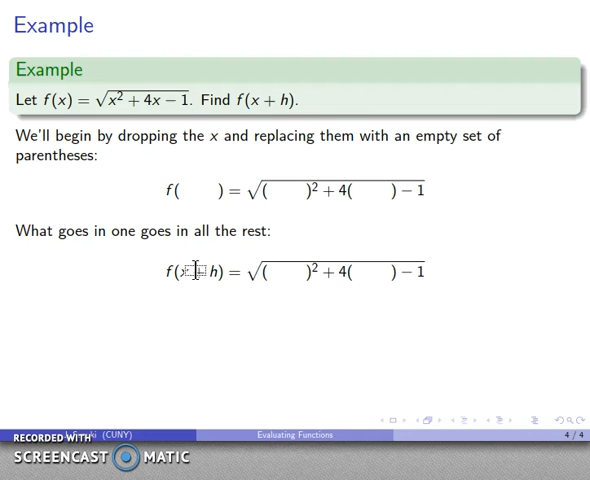 Example
Example
Let f(x) = √x² + 4x − 1. Find f(x + h).
We'll begin by dropping the x and replacing them with an empty set of
parentheses:
f( ) = √( )² + 4( ) − 1
What goes in one goes in all the rest:
f( h) = √( )² + 4( ) − 1
(CUNY)
Evaluating Functions
4 / 4
RECORDED WITH
SCREENCAST MATIC